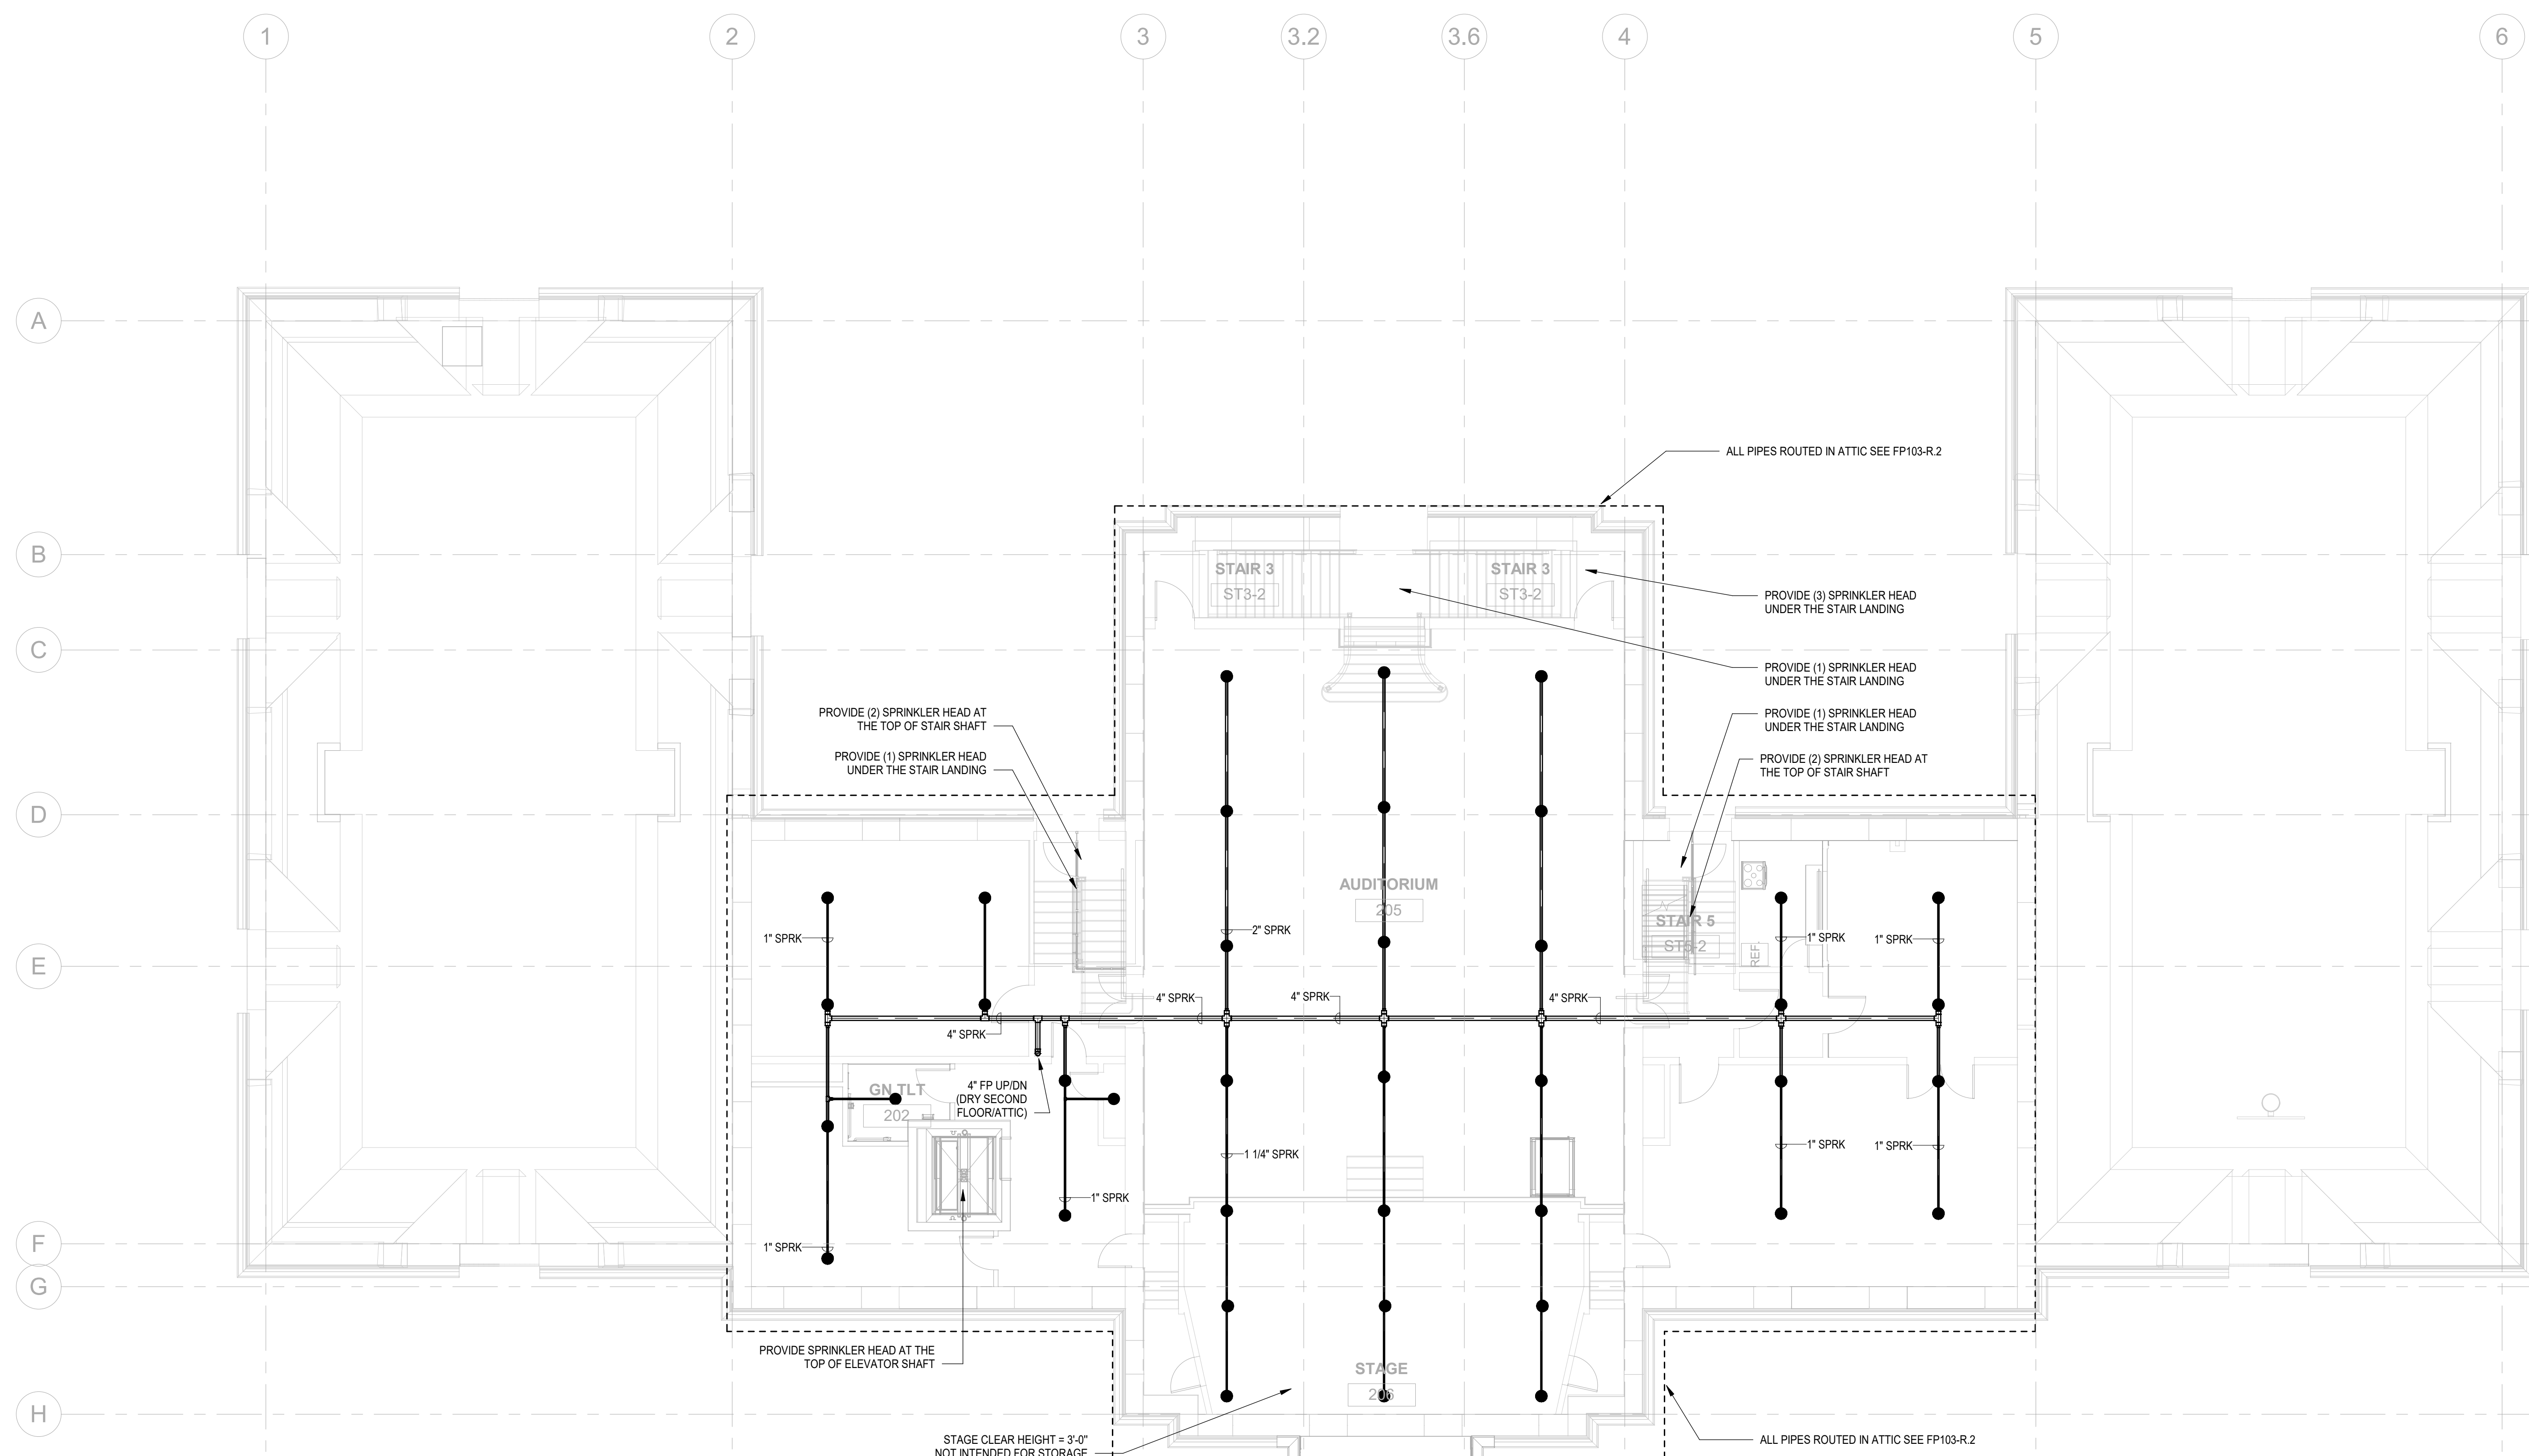 1
2
3
3.2
3.6
4
5
6
A
ALL PIPES ROUTED IN ATTIC SEE FP103-R.2
B
STAIR 3
ST3-2
STAIR 3
ST3-2
PROVIDE (3) SPRINKLER HEAD
UNDER THE STAIR LANDING
C
PROVIDE (1) SPRINKLER HEAD
UNDER THE STAIR LANDING
PROVIDE (2) SPRINKLER HEAD AT
THE TOP OF STAIR SHAFT
PROVIDE (1) SPRINKLER HEAD
UNDER THE STAIR LANDING
PROVIDE (1) SPRINKLER HEAD
UNDER THE STAIR LANDING
PROVIDE (2) SPRINKLER HEAD AT
THE TOP OF STAIR SHAFT
D
AUDITORIUM
205
STAIR 5
ST5-2
REF.
1" SPRK
2" SPRK
1" SPRK
1" SPRK
E
4" SPRK
4" SPRK
4" SPRK
4" SPRK
GN TLT
202
4" FP UP/DN
(DRY SECOND
FLOOR/ATTIC)
1 1/4" SPRK
1" SPRK
1" SPRK
1" SPRK
1" SPRK
F
G
PROVIDE SPRINKLER HEAD AT THE
TOP OF ELEVATOR SHAFT
STAGE
206
H
STAGE CLEAR HEIGHT = 3'-0"
NOT INTENDED FOR STORAGE
ALL PIPES ROUTED IN ATTIC SEE FP103-R.2